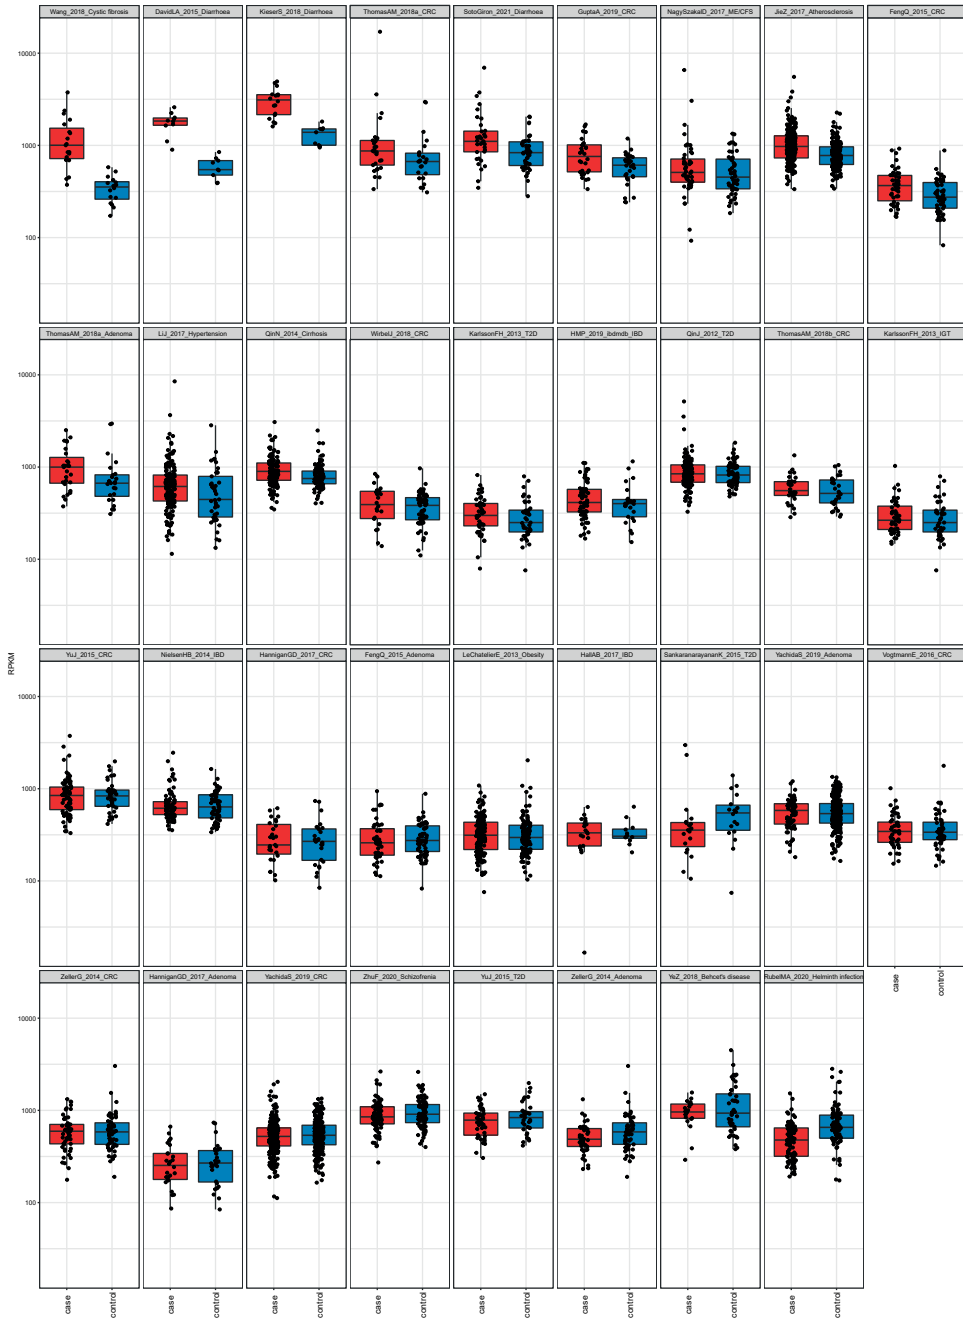 Wang_2018_Cystic fibrosis
DavidLA_2015_Diarrhoea
KieserS_2018_Diarrhoea
ThomasAM_2018a_CRC
SotoGiron_2021_Diarrhoea
GuptaA_2019_CRC
NagySzakalD_2017_ME/CFS
JieZ_2017_Atherosclerosis
FengQ_2015_CRC
10000
1000
100
ThomasAM_2018a_Adenoma
LiJ_2017_Hypertension
QinN_2014_Cirrhosis
WirbelJ_2018_CRC
KarlssonFH_2013_T2D
HMP_2019_ibdmdb_IBD
QinJ_2012_T2D
ThomasAM_2018b_CRC
KarlssonFH_2013_IGT
10000
1000
100
RPKM
YuJ_2015_CRC
NielsenHB_2014_IBD
HanniganGD_2017_CRC
FengQ_2015_Adenoma
LeChatelierE_2013_Obesity
HallAB_2017_IBD
SankaranarayananK_2015_T2D
YachidaS_2019_Adenoma
VogtmannE_2016_CRC
10000
1000
100
case
control
ZellerG_2014_CRC
HanniganGD_2017_Adenoma
YachidaS_2019_CRC
ZhuF_2020_Schizofrenia
YuJ_2015_T2D
ZellerG_2014_Adenoma
YeZ_2018_Behcet's disease
RubelMA_2020_Helminth infection
10000
1000
100
case
control
case
control
case
control
case
control
case
control
case
control
case
control
case
control